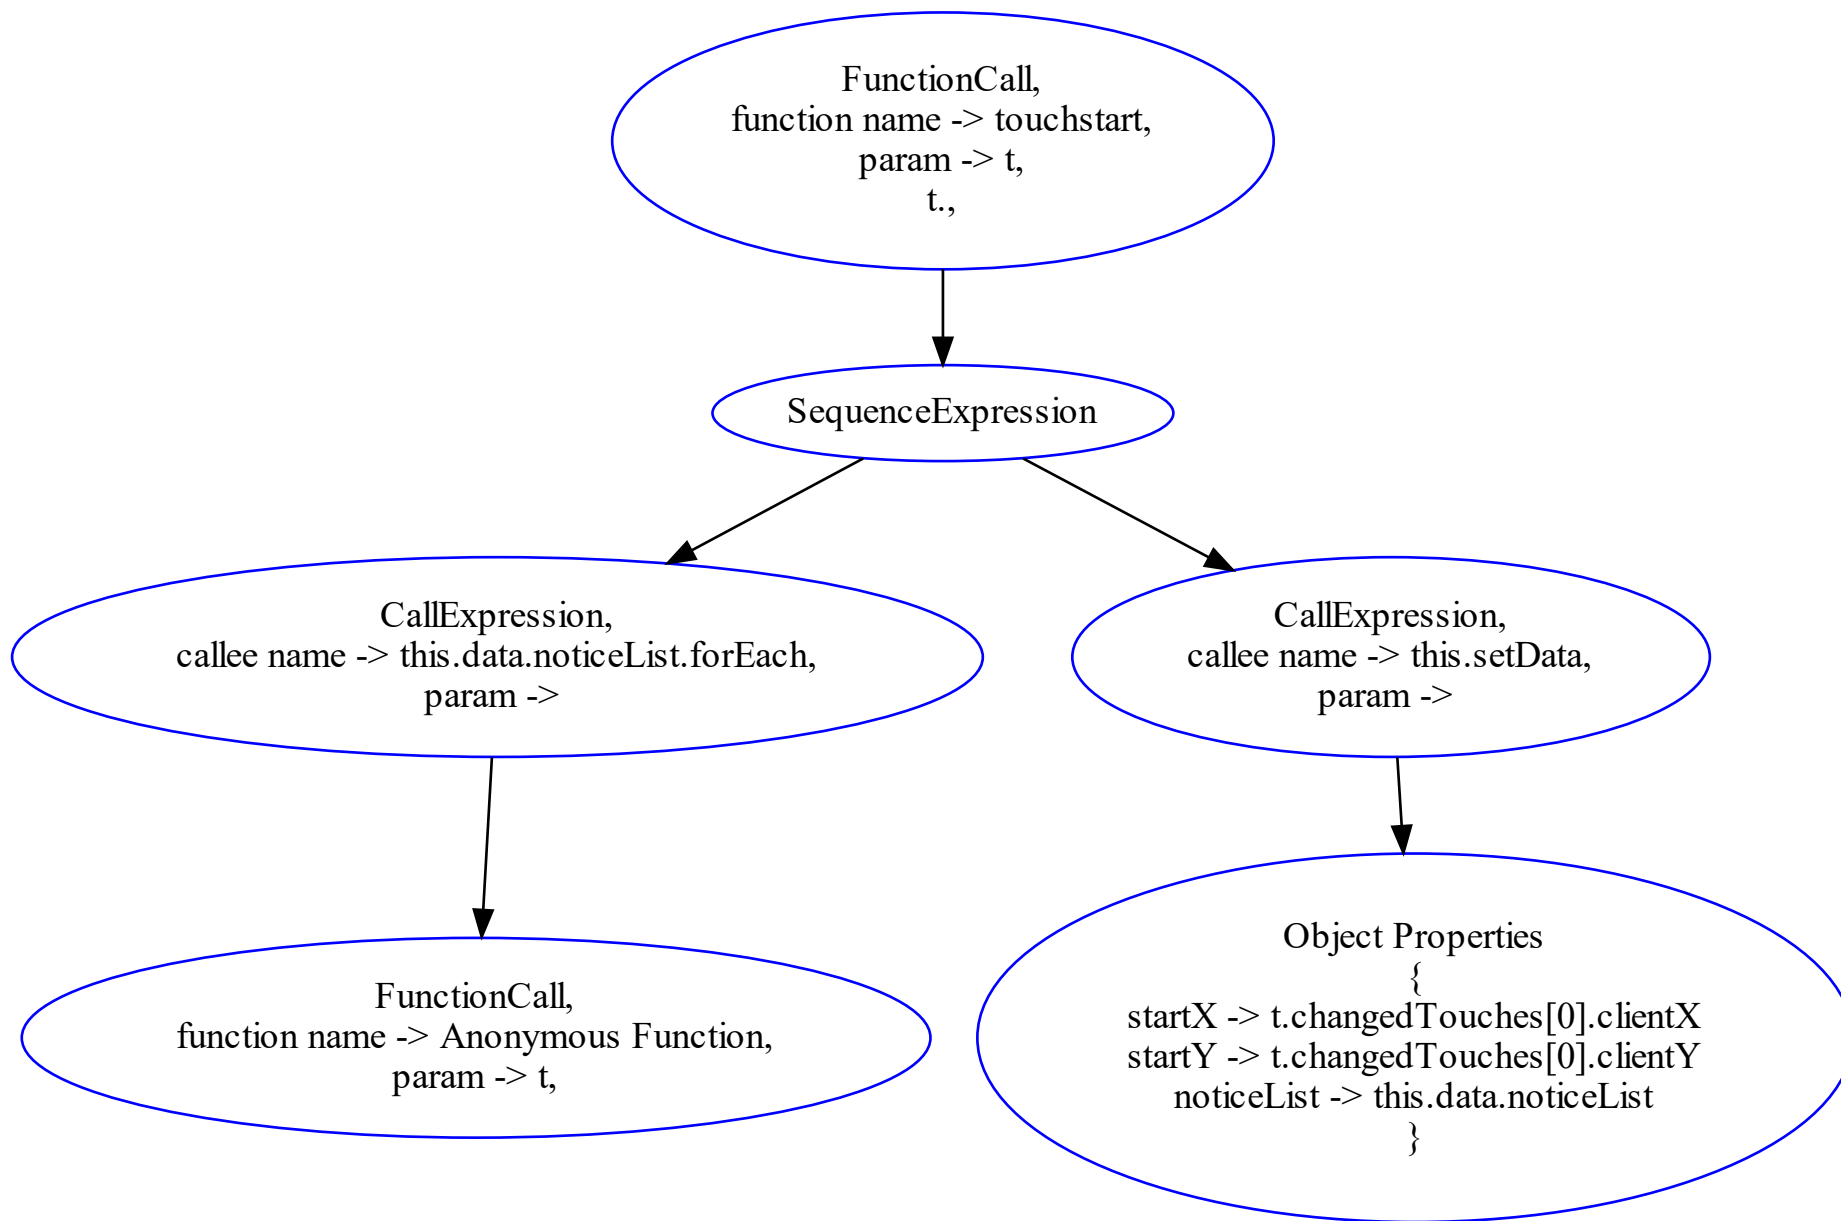 FunctionCall,
function name -> touchstart,
param -> t,
t.,
SequenceExpression
CallExpression,
callee name -> this.data.noticeList.forEach,
param ->
CallExpression,
callee name -> this.setData,
param ->
FunctionCall,
function name -> Anonymous Function,
param -> t,
Object Properties
{
startX -> t.changedTouches[0].clientX
startY -> t.changedTouches[0].clientY
noticeList -> this.data.noticeList
}